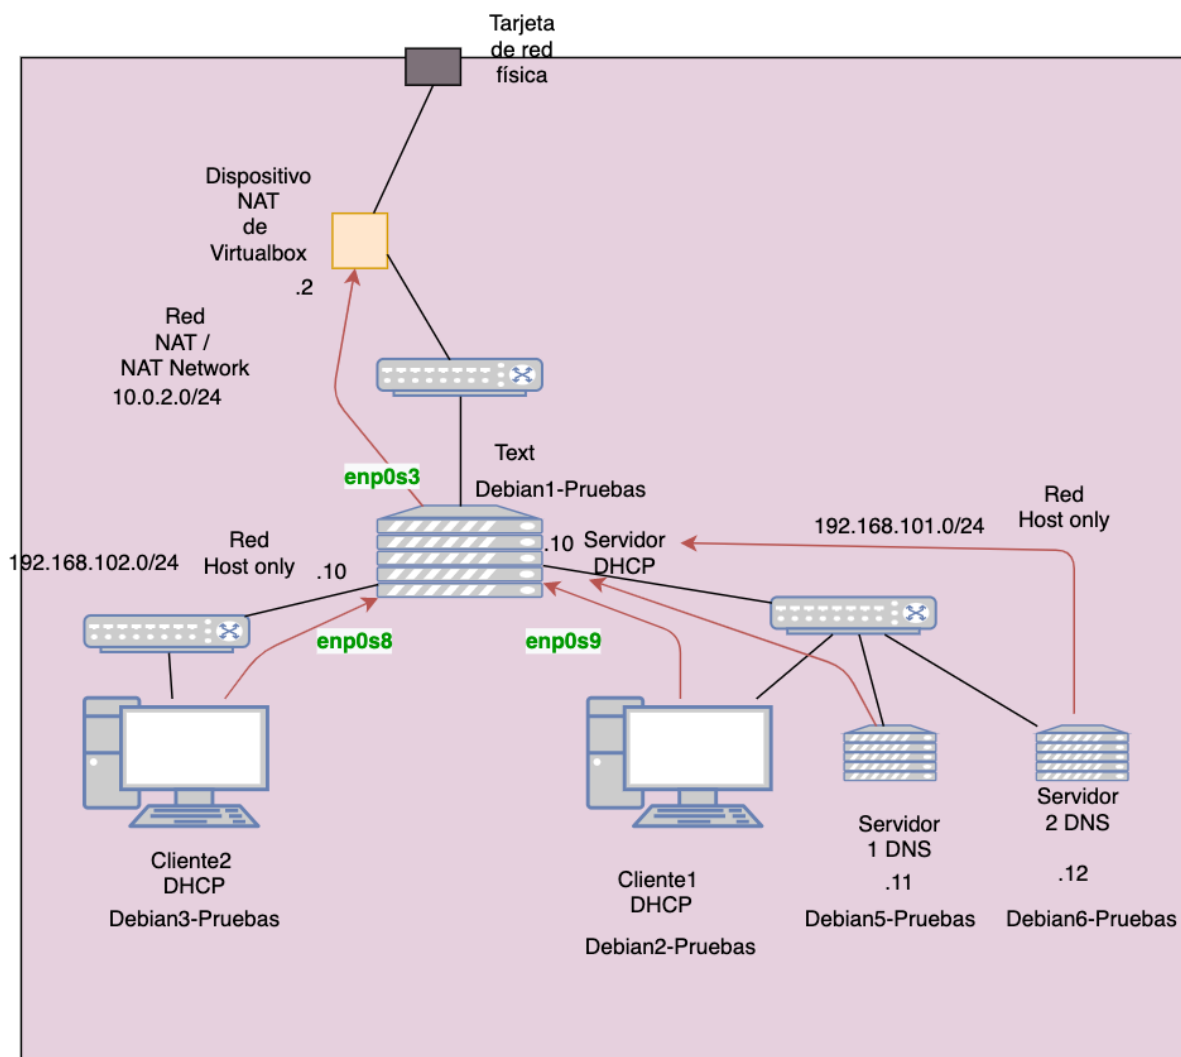 Tarjeta
de red
física
Dispositivo
NAT
de
Virtualbox
.2
Red
NAT /
NAT Network
10.0.2.0/24
enp0s3
Text
Debian1-Pruebas
Red
Host only
192.168.101.0/24
.10
Servidor
DHCP
Red
Host only
192.168.102.0/24
.10
enp0s8
enp0s9
Cliente2
DHCP
Debian3-Pruebas
Cliente1
DHCP
Debian2-Pruebas
Servidor
1 DNS
.11
Debian5-Pruebas
Servidor
2 DNS
.12
Debian6-Pruebas